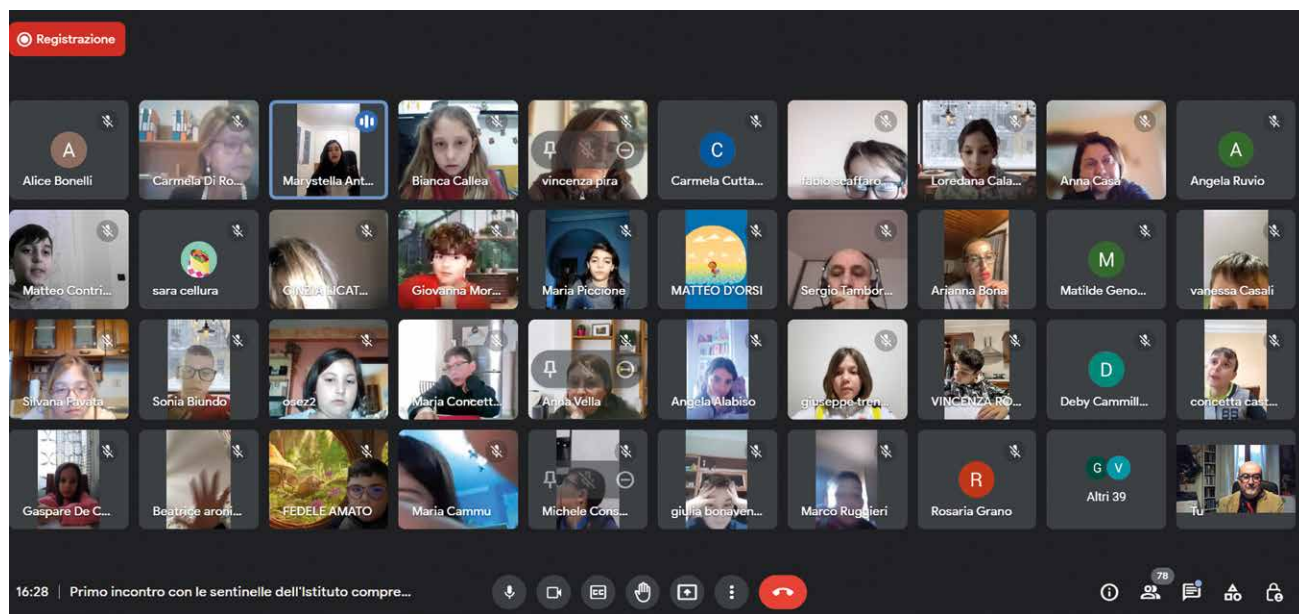 Registrazione
A
Alice Bonelli
Carmela Di Ro...
Marystella Ant...
Bianca Callea
vincenza pira
C
Carmela Cutta...
fabio scaffaro
Loredana Cala...
Anna Casà
A
Angela Ruvio
Matteo Contri...
sara cellura
CINZIA LICAT...
Giovanna Mor...
Maria Piccione
MATTEO D'ORSI
Sergio Tambor...
Arianna Bona
M
Matilde Geno...
vanessa Casali
Silvana Favata
Sonia Biundo
osez2
Maria Concett...
Anna Vella
Angela Alabiso
giuseppe tren...
VINCENZA RO...
D
Deby Cammill...
concetta cast...
Gaspare De C...
Beatrice aroni...
FEDELE AMATO
Maria Cammu
Michele Cons...
giulia bonaven...
Marco Ruggieri
R
Rosaria Grano
G V
Altri 39
Tu
16:28 | Primo incontro con le sentinelle dell'Istituto compre...
78